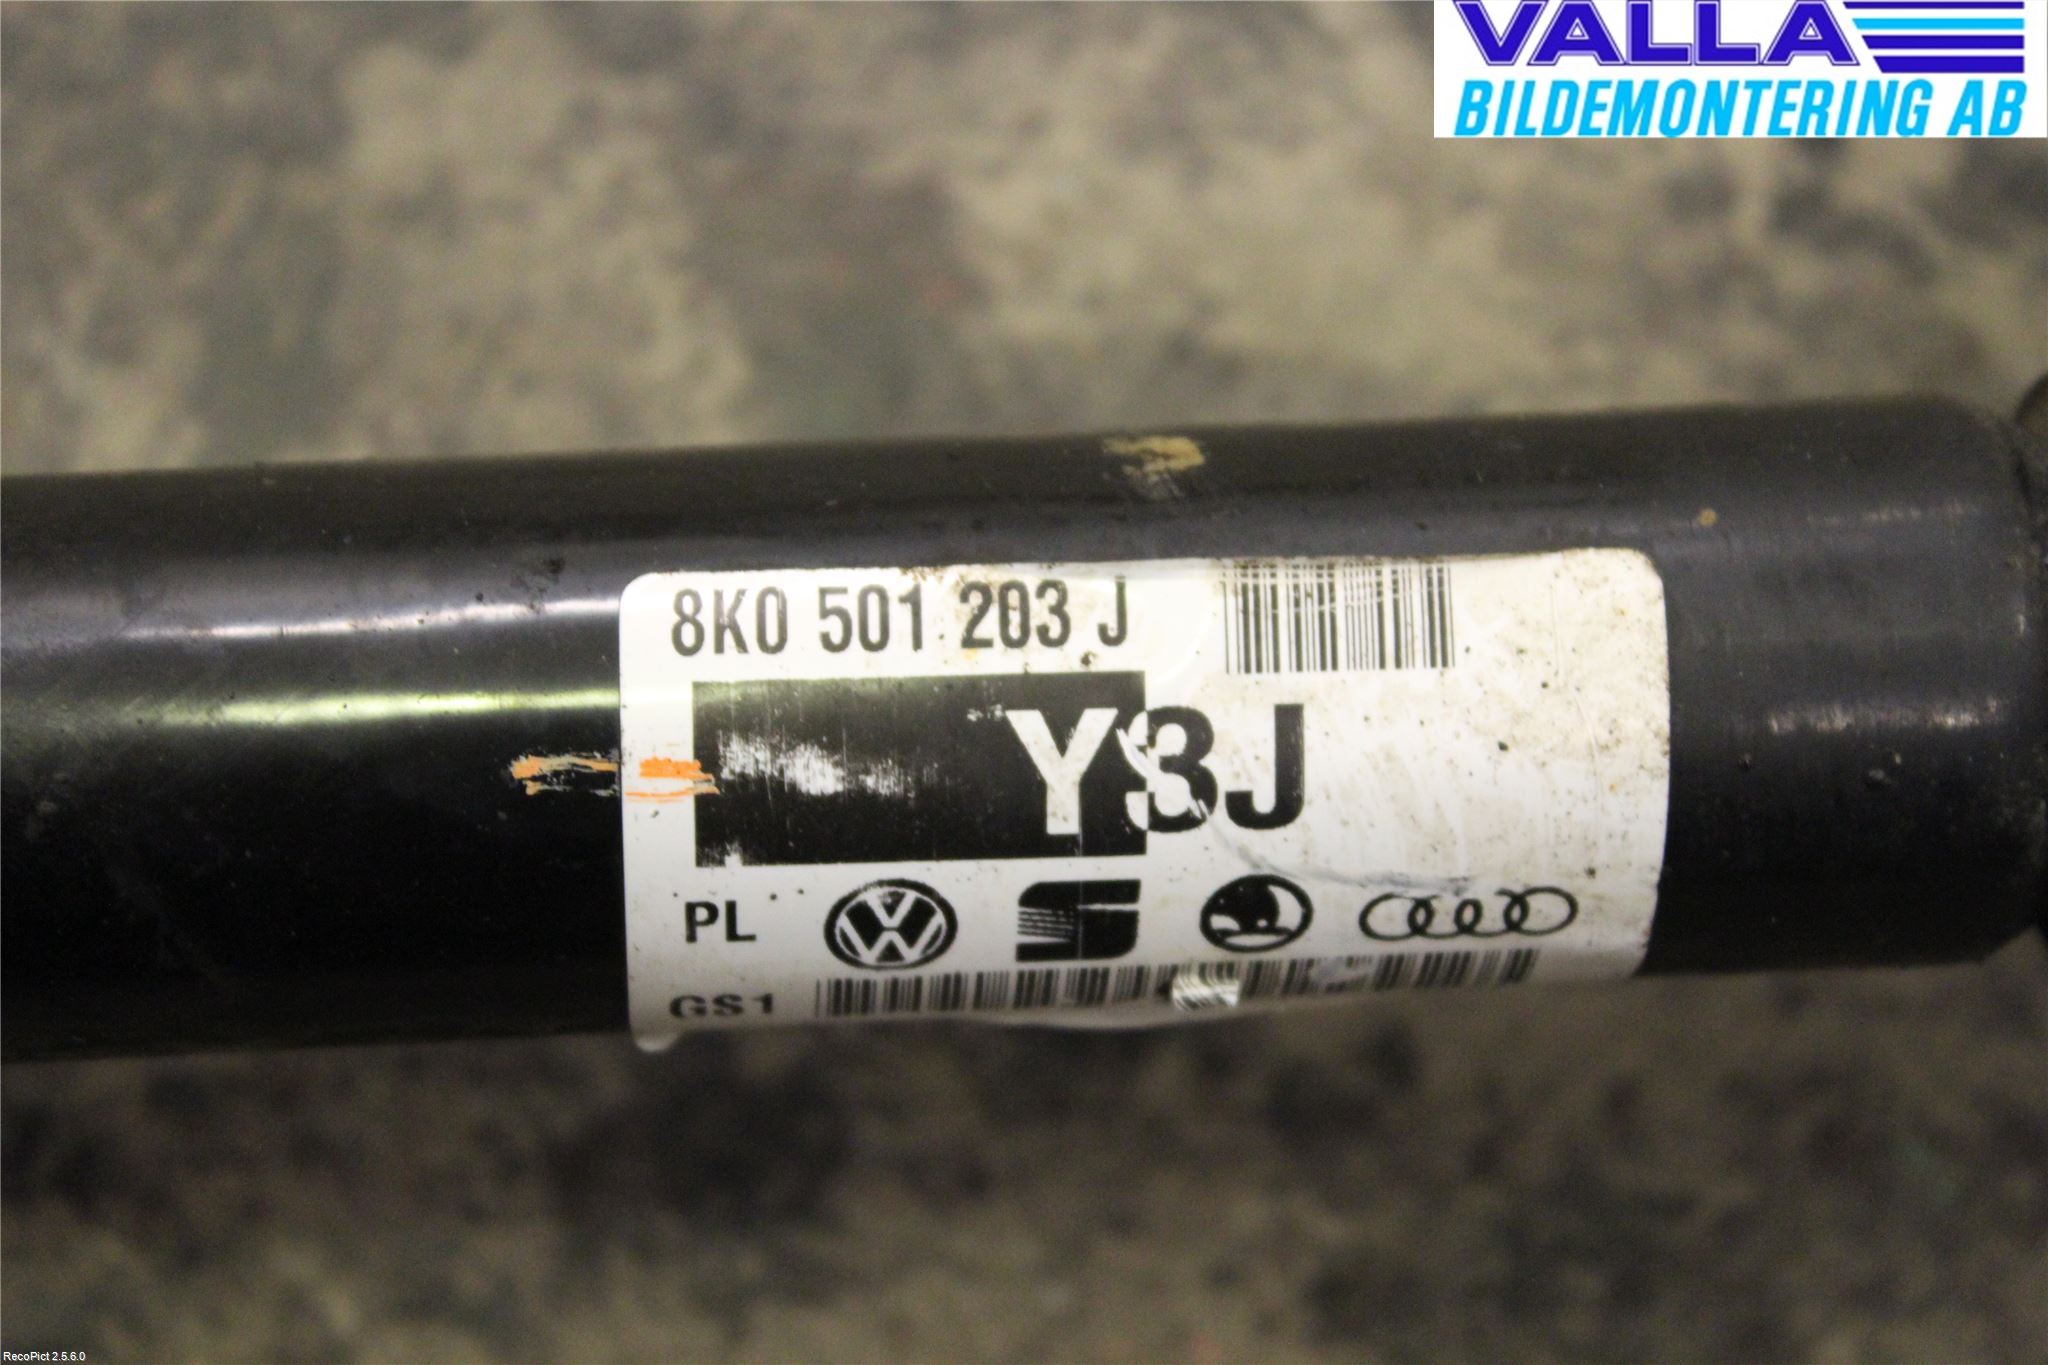 VALLA
BILDEMONTERING AB
8K0 501 203 J
Y3J
PL
GS1
RecoPict 2.5.6.0